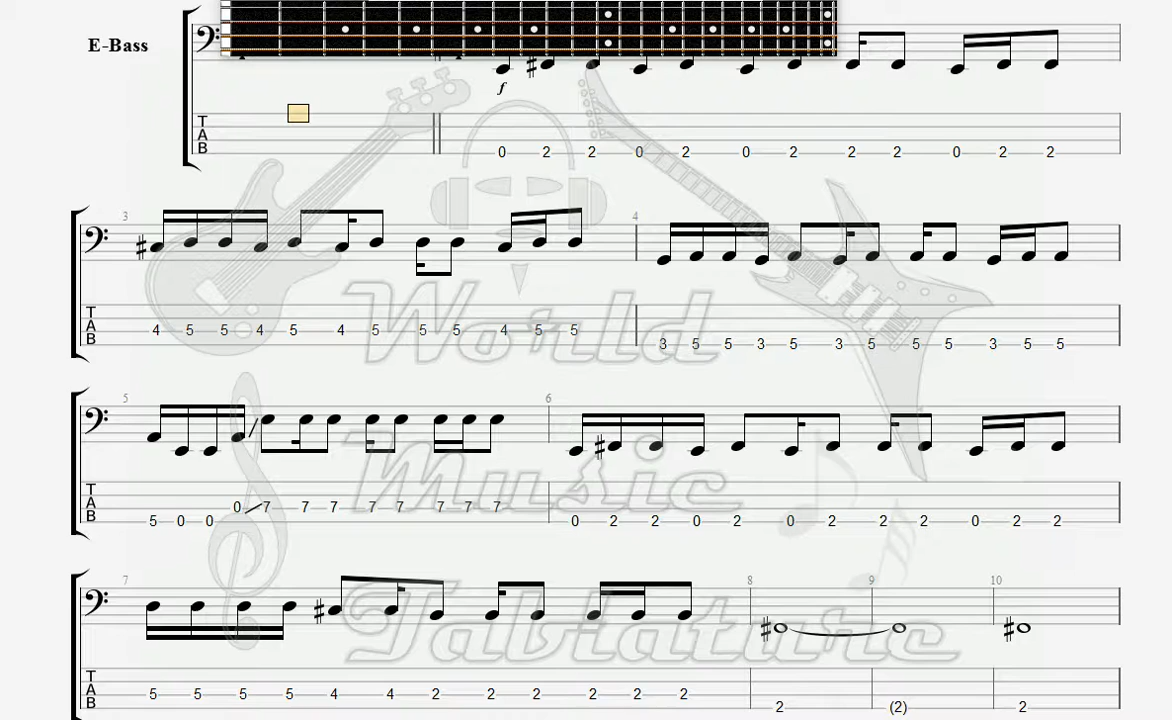 E-Bass
f
T
A
B
0 2 2 0 2 0 2 2 2 0 2 2
3 4
T
A
B
4 5 5 4 5 4 5 5 5 4 5 5
3 5 5 3 5 3 5 5 5 3 5 5
World
5 6
T
A
B
0 7 7 7 7 7 7 7 7
5 0 0 0 2 2 0 2 0 2 2 2 0 2 2
Music
7 8 9 10
T
A
B
5 5 5 5 4 4 2 2 2 2 2 2
2 (2) 2
Tablature